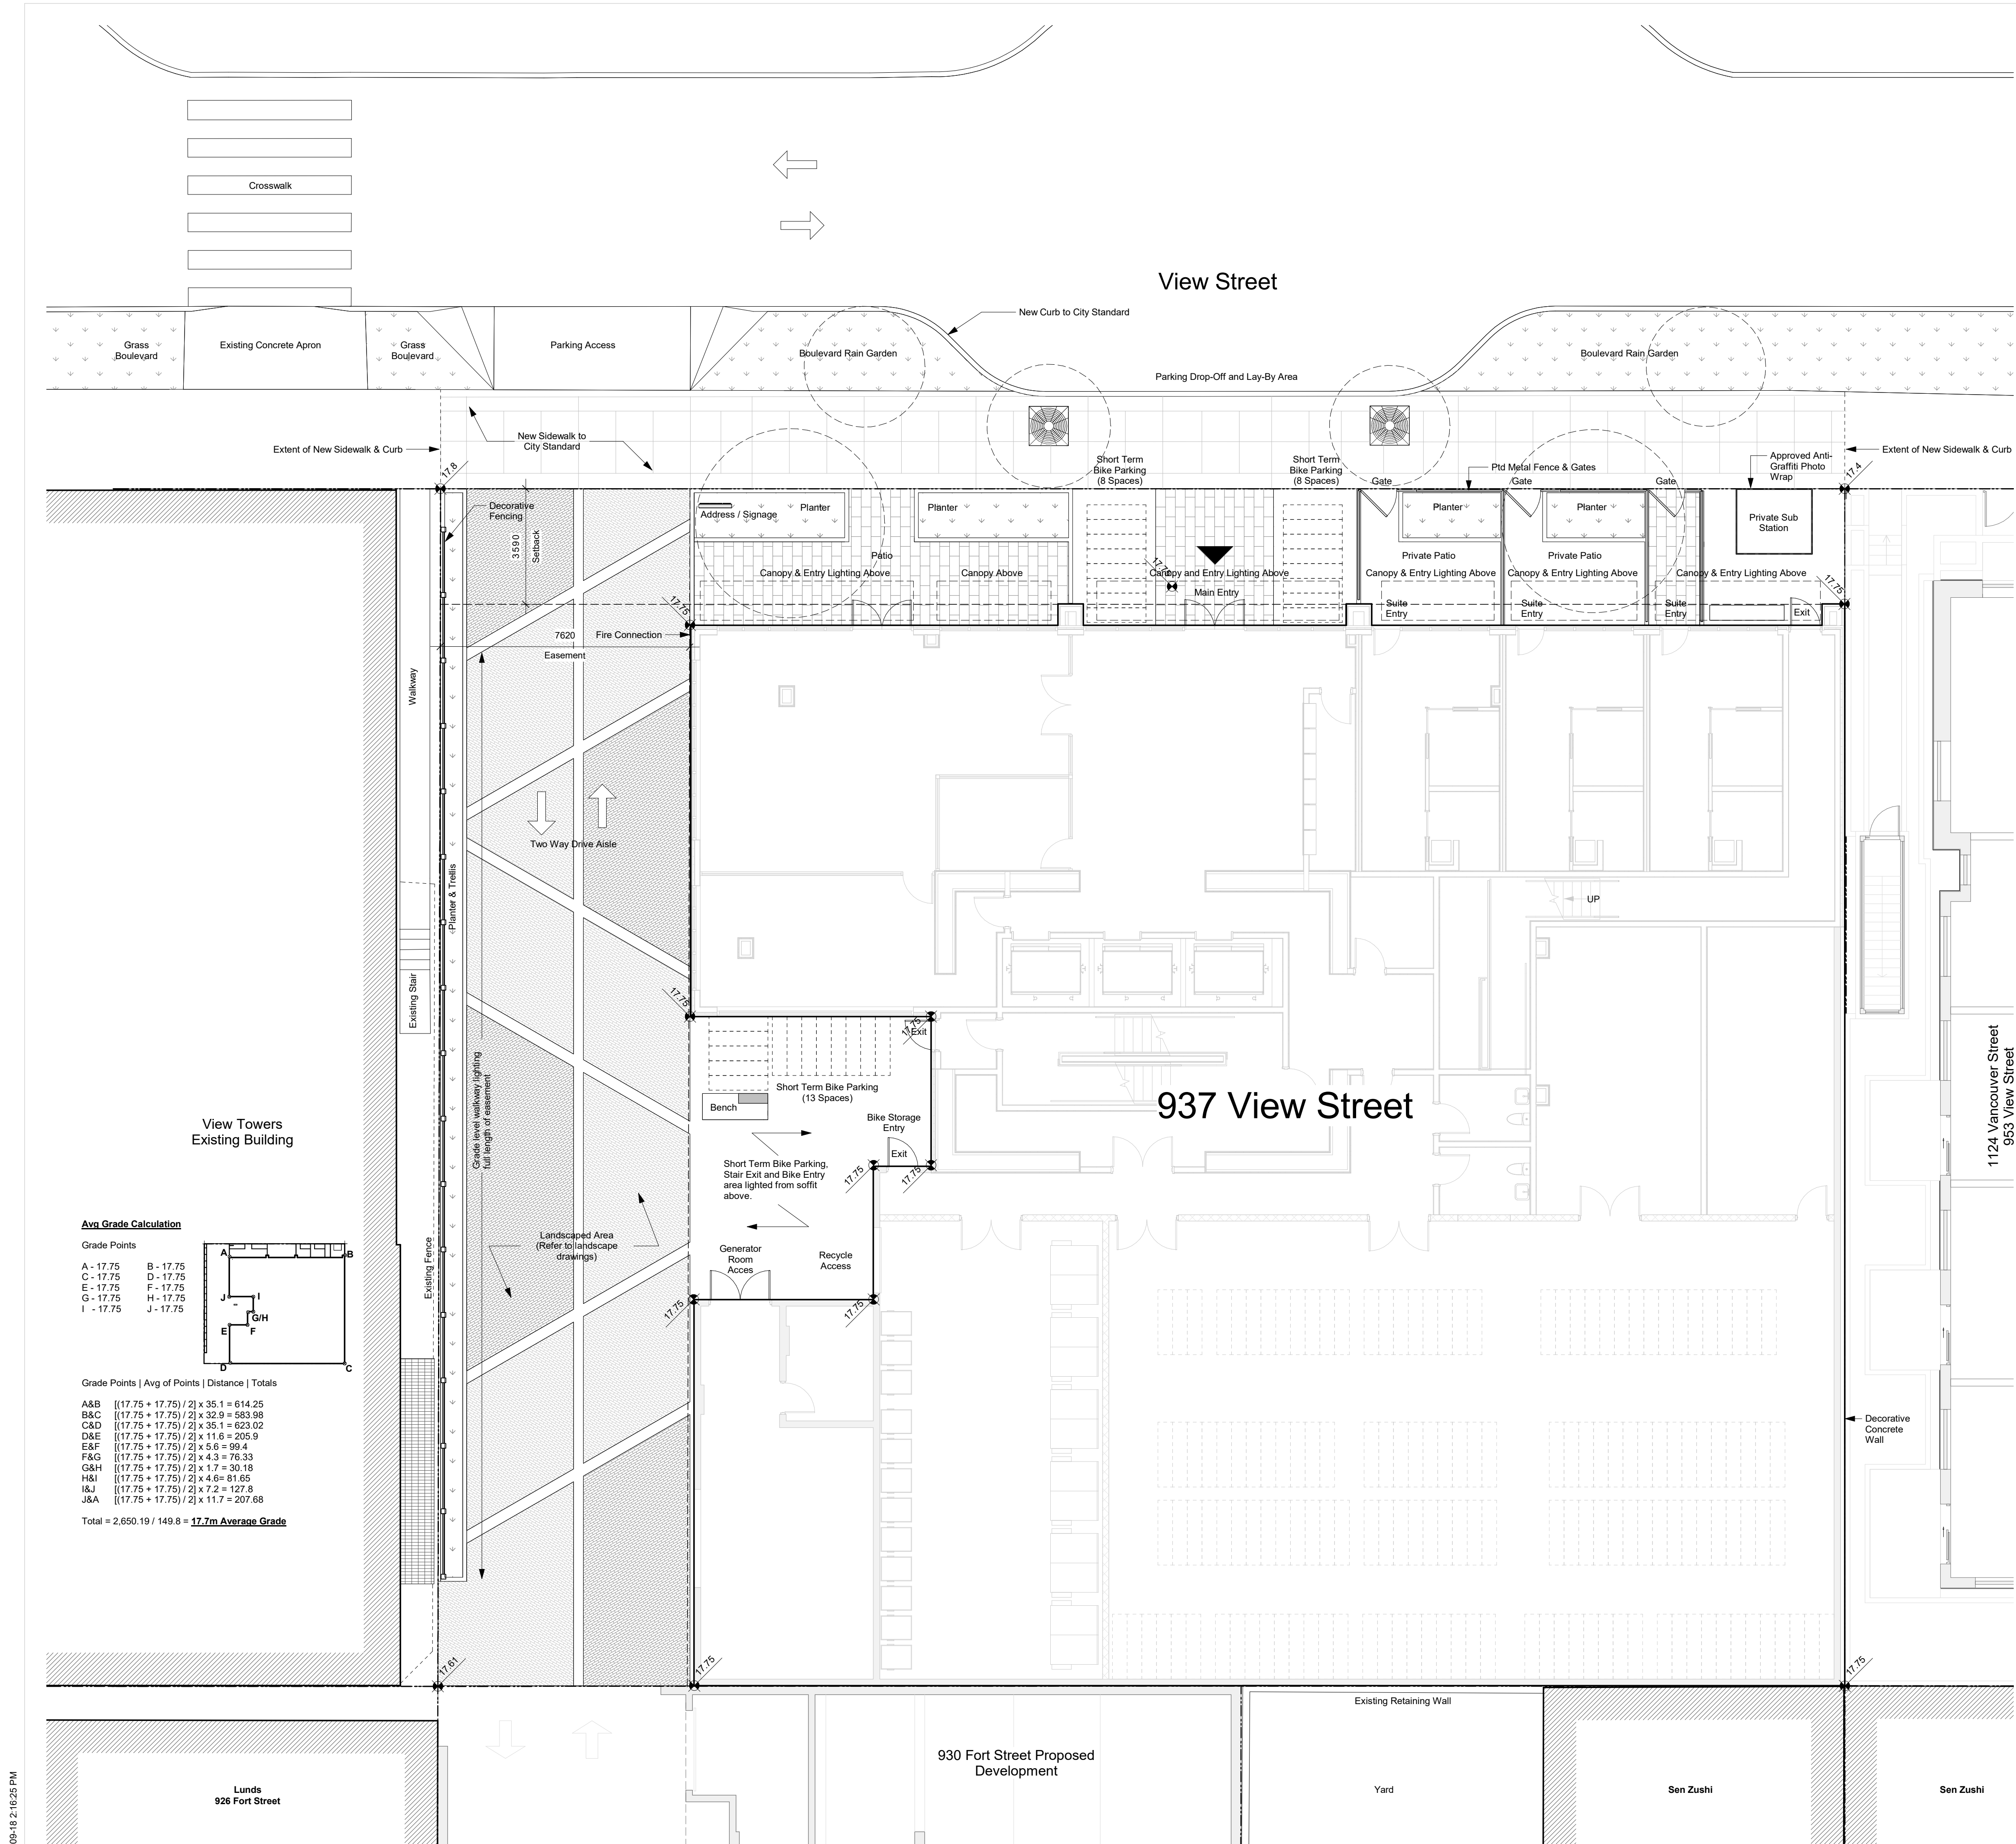 Crosswalk
View Street
New Curb to City Standard
Grass
Boulevard
Existing Concrete Apron
Grass
Boulevard
Parking Access
Boulevard Rain Garden
Parking Drop-Off and Lay-By Area
Boulevard Rain Garden
Extent of New Sidewalk & Curb
New Sidewalk to
City Standard
Short Term
Bike Parking
(8 Spaces)
Short Term
Bike Parking
(8 Spaces)
Ptd Metal Fence & Gates
Approved Anti-
Graffiti Photo
Wrap
Extent of New Sidewalk & Curb
17.8
17.4
Gate
Gate
Gate
Decorative
Fencing
Address / Signage
Planter
Planter
Planter
Planter
Private Sub
Station
3590
Setback
Patio
Private Patio
Private Patio
Canopy & Entry Lighting Above
Canopy Above
Canopy and Entry Lighting Above
Canopy & Entry Lighting Above
Canopy & Entry Lighting Above
Canopy & Entry Lighting Above
Main Entry
17.75
17.75
Suite
Entry
Suite
Entry
Suite
Entry
Exit
7620
Easement
Fire Connection
Walkway
Two Way Drive Aisle
Planter & Trellis
UP
Existing Stair
17.75
17.75
Exit
Grade level walkway lighting
full length of easement
Short Term Bike Parking
(13 Spaces)
Bench
Bike Storage
Entry
Exit
937 View Street
1124 Vancouver Street
953 View Street
View Towers
Existing Building
Short Term Bike Parking,
Stair Exit and Bike Entry
area lighted from soffit
above.
17.75
17.75
Landscaped Area
(Refer to landscape
drawings)
Generator
Room
Acces
Recycle
Access
Existing Fence
17.75
17.75
Avg Grade Calculation
Grade Points
A - 17.75 B - 17.75
C - 17.75 D - 17.75
E - 17.75 F - 17.75
G - 17.75 H - 17.75
I - 17.75 J - 17.75
A
B
J
I
G/H
E
F
D
C
Grade Points | Avg of Points | Distance | Totals
A&B [(17.75 + 17.75) / 2] x 35.1 = 614.25
B&C [(17.75 + 17.75) / 2] x 32.9 = 583.98
C&D [(17.75 + 17.75) / 2] x 35.1 = 623.02
D&E [(17.75 + 17.75) / 2] x 11.6 = 205.9
E&F [(17.75 + 17.75) / 2] x 5.6 = 99.4
F&G [(17.75 + 17.75) / 2] x 4.3 = 76.33
G&H [(17.75 + 17.75) / 2] x 1.7 = 30.18
H&I [(17.75 + 17.75) / 2] x 4.6= 81.65
I&J [(17.75 + 17.75) / 2] x 7.2 = 127.8
J&A [(17.75 + 17.75) / 2] x 11.7 = 207.68
Total = 2,650.19 / 149.8 = 17.7m Average Grade
Decorative
Concrete
Wall
17.61
17.75
17.75
Existing Retaining Wall
930 Fort Street Proposed
Development
Lunds
926 Fort Street
Yard
Sen Zushi
Sen Zushi
09-18 2:16:25 PM